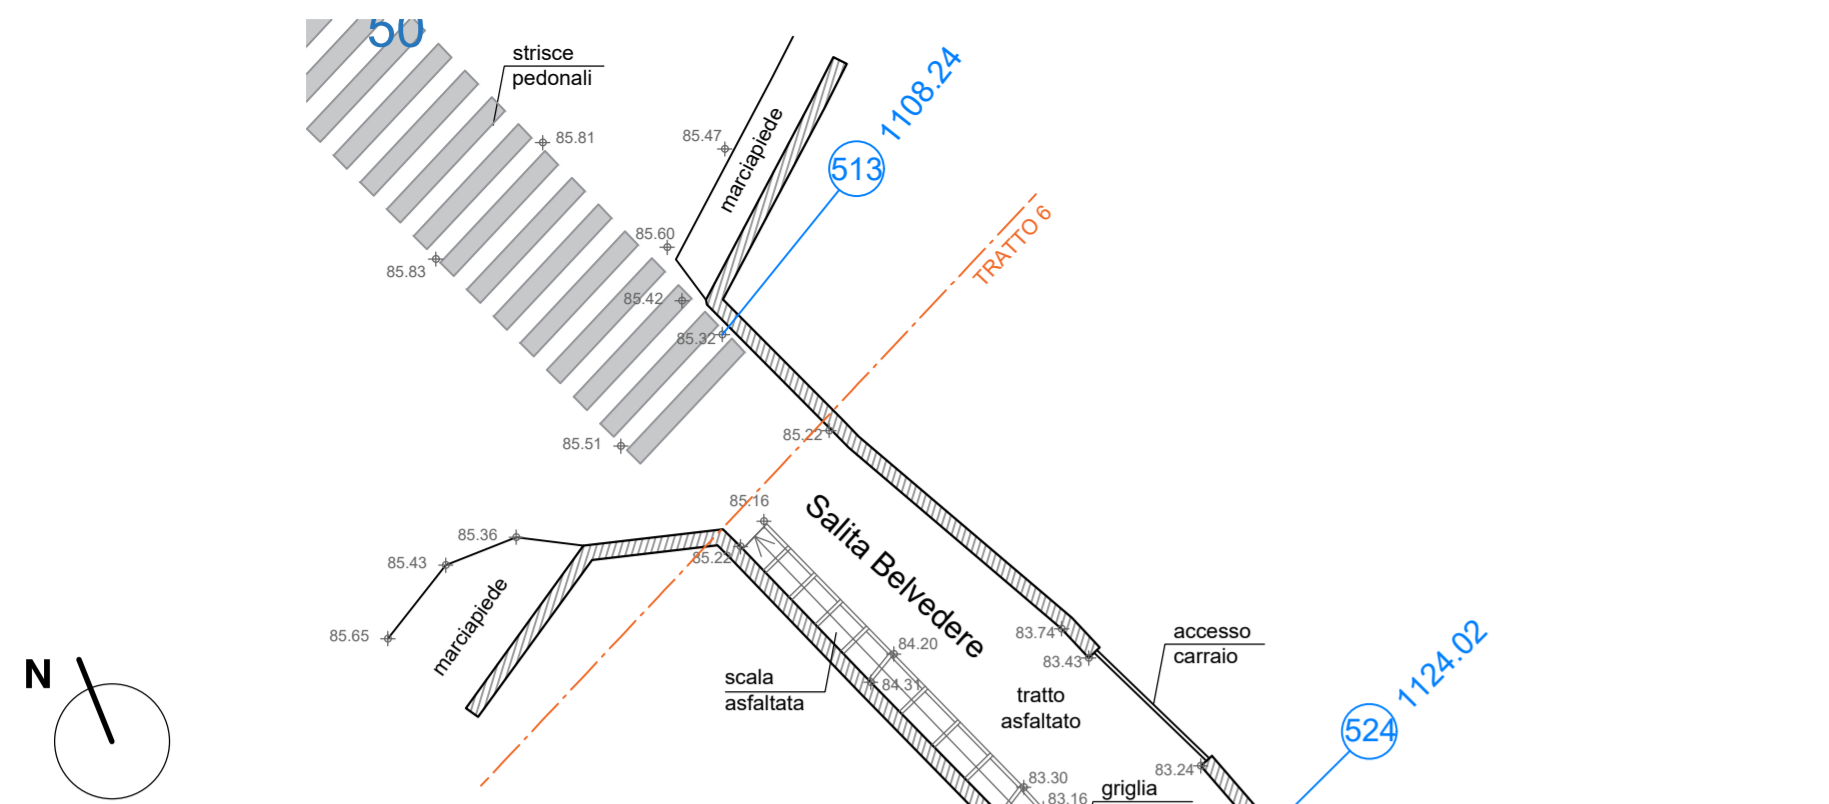 50
strisce
pedonali
1108.24
85.47
85.81
marciapiede
513
TRATTO 6
85.60
85.83
85.42
85.32
85.22
85.51
85.16
Salita Belvedere
85.36
85.22
85.43
marciapiede
85.65
N
83.74
accesso
84.20
83.43
carraio
1124.02
scala
84.31
tratto
asfaltata
asfaltato
524
83.24
83.30
griglia
83.16